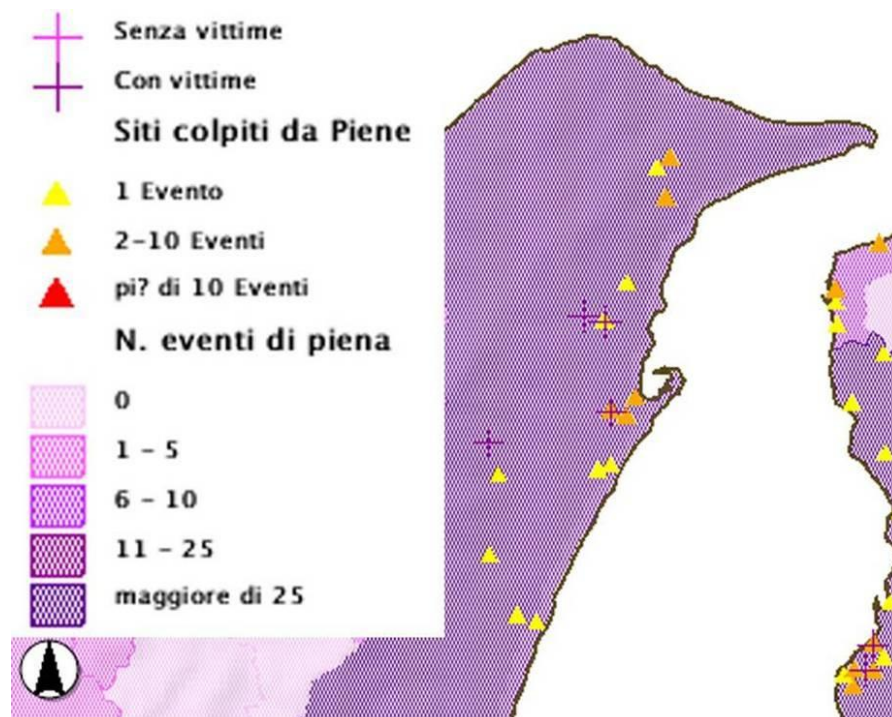 Senza vittime
Con vittime
Siti colpiti da Piene
1 Evento
2-10 Eventi
pi? di 10 Eventi
N. eventi di piena
0
1 - 5
6 - 10
11 - 25
maggiore di 25